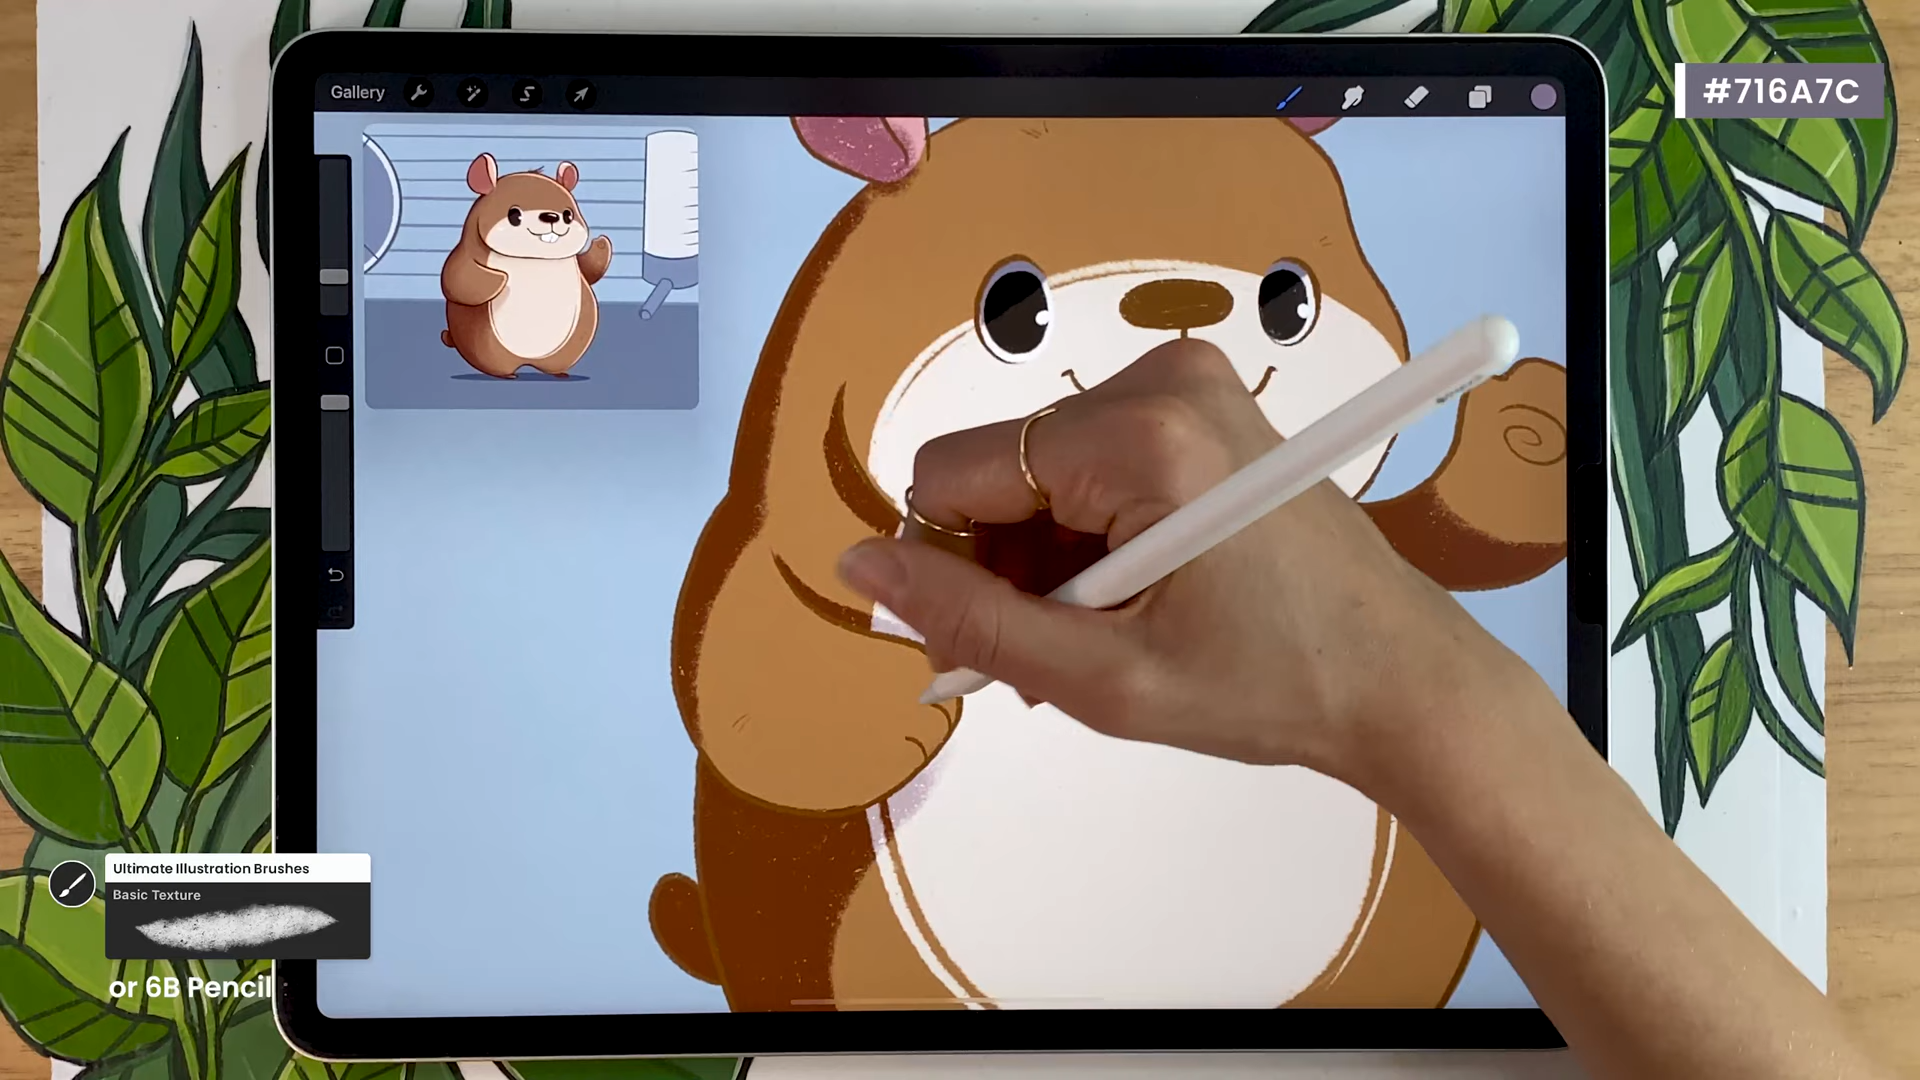 Gallery
#716A7C
Ultimate Illustration Brushes
Basic Texture
or 6B Pencil